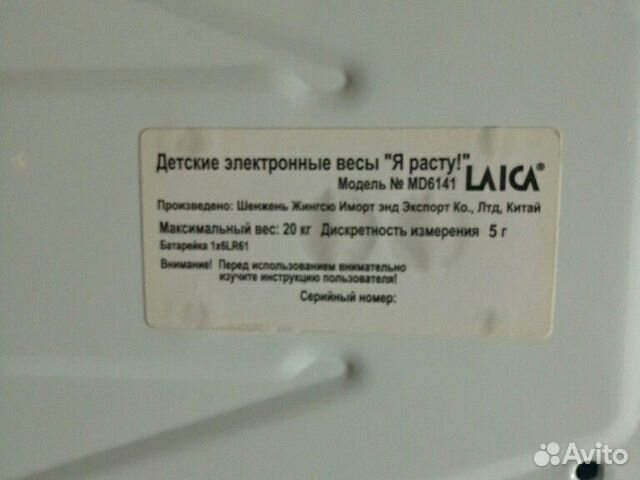 Детские электронные весы "Я расту!"
LAICA®
Модель № MD6141
Произведено: Шенжень Жингсю Иморт энд Экспорт Ко., Лтд, Китай
Максимальный вес: 20 кг Дискретность измерения 5 г
Батарейка 1x6LR61
Внимание! Перед использованием внимательно
изучите инструкцию пользователя!
Серийный номер:
Avito